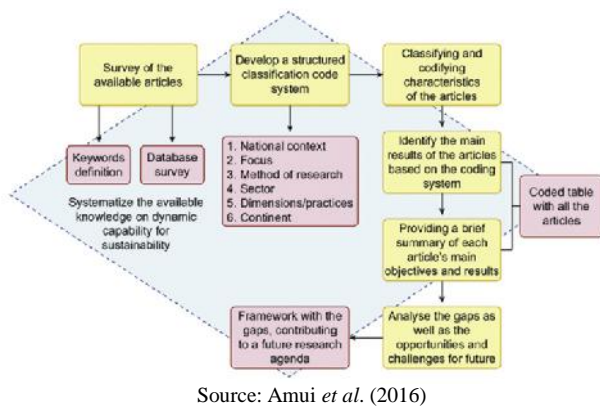 Survey of the
available articles
Develop a structured
classification code
system
Classifying and
codifying
characteristics
of the articles
Keywords
definition
Database
survey
1. National context
2. Focus
3. Method of research
4. Sector
5. Dimensions/practices
6. Continent
Identify the main
results of the articles
based on the coding
system
Systematize the available
knowledge on dynamic
capability for
sustainability
Coded table
with all the
articles
Providing a brief
summary of each
article's main
objectives and results
Framework with the
gaps, contributing
to a future research
agenda
Analyse the gaps as
well as the
opportunities and
challenges for future
Source: Amui et al. (2016)